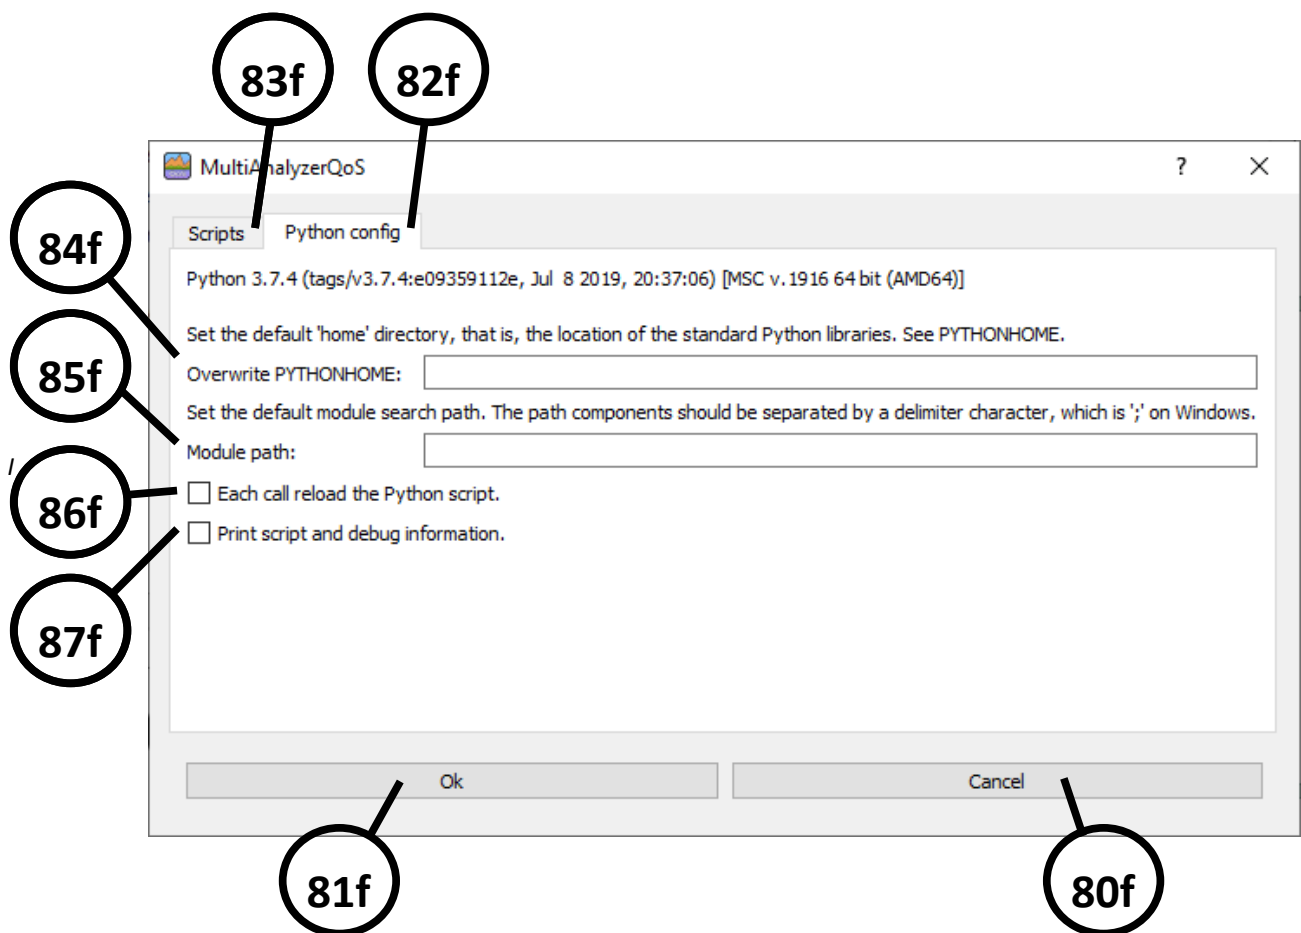 83f 82f
MultiAnalyzerQoS ?
84f
Scripts Python config
Python 3.7.4 (tags/v3.7.4:e09359112e, Jul 8 2019, 20:37:06) [MSC v.1916 64 bit (AMD64)]
Set the default 'home' directory, that is, the location of the standard Python libraries. See PYTHONHOME.
85f
Overwrite PYTHONHOME:
Set the default module search path. The path components should be separated by a delimiter character, which is ';' on Windows.
Module path:
I
86f
Each call reload the Python script.
Print script and debug information.
87f
Ok Cancel
81f 80f